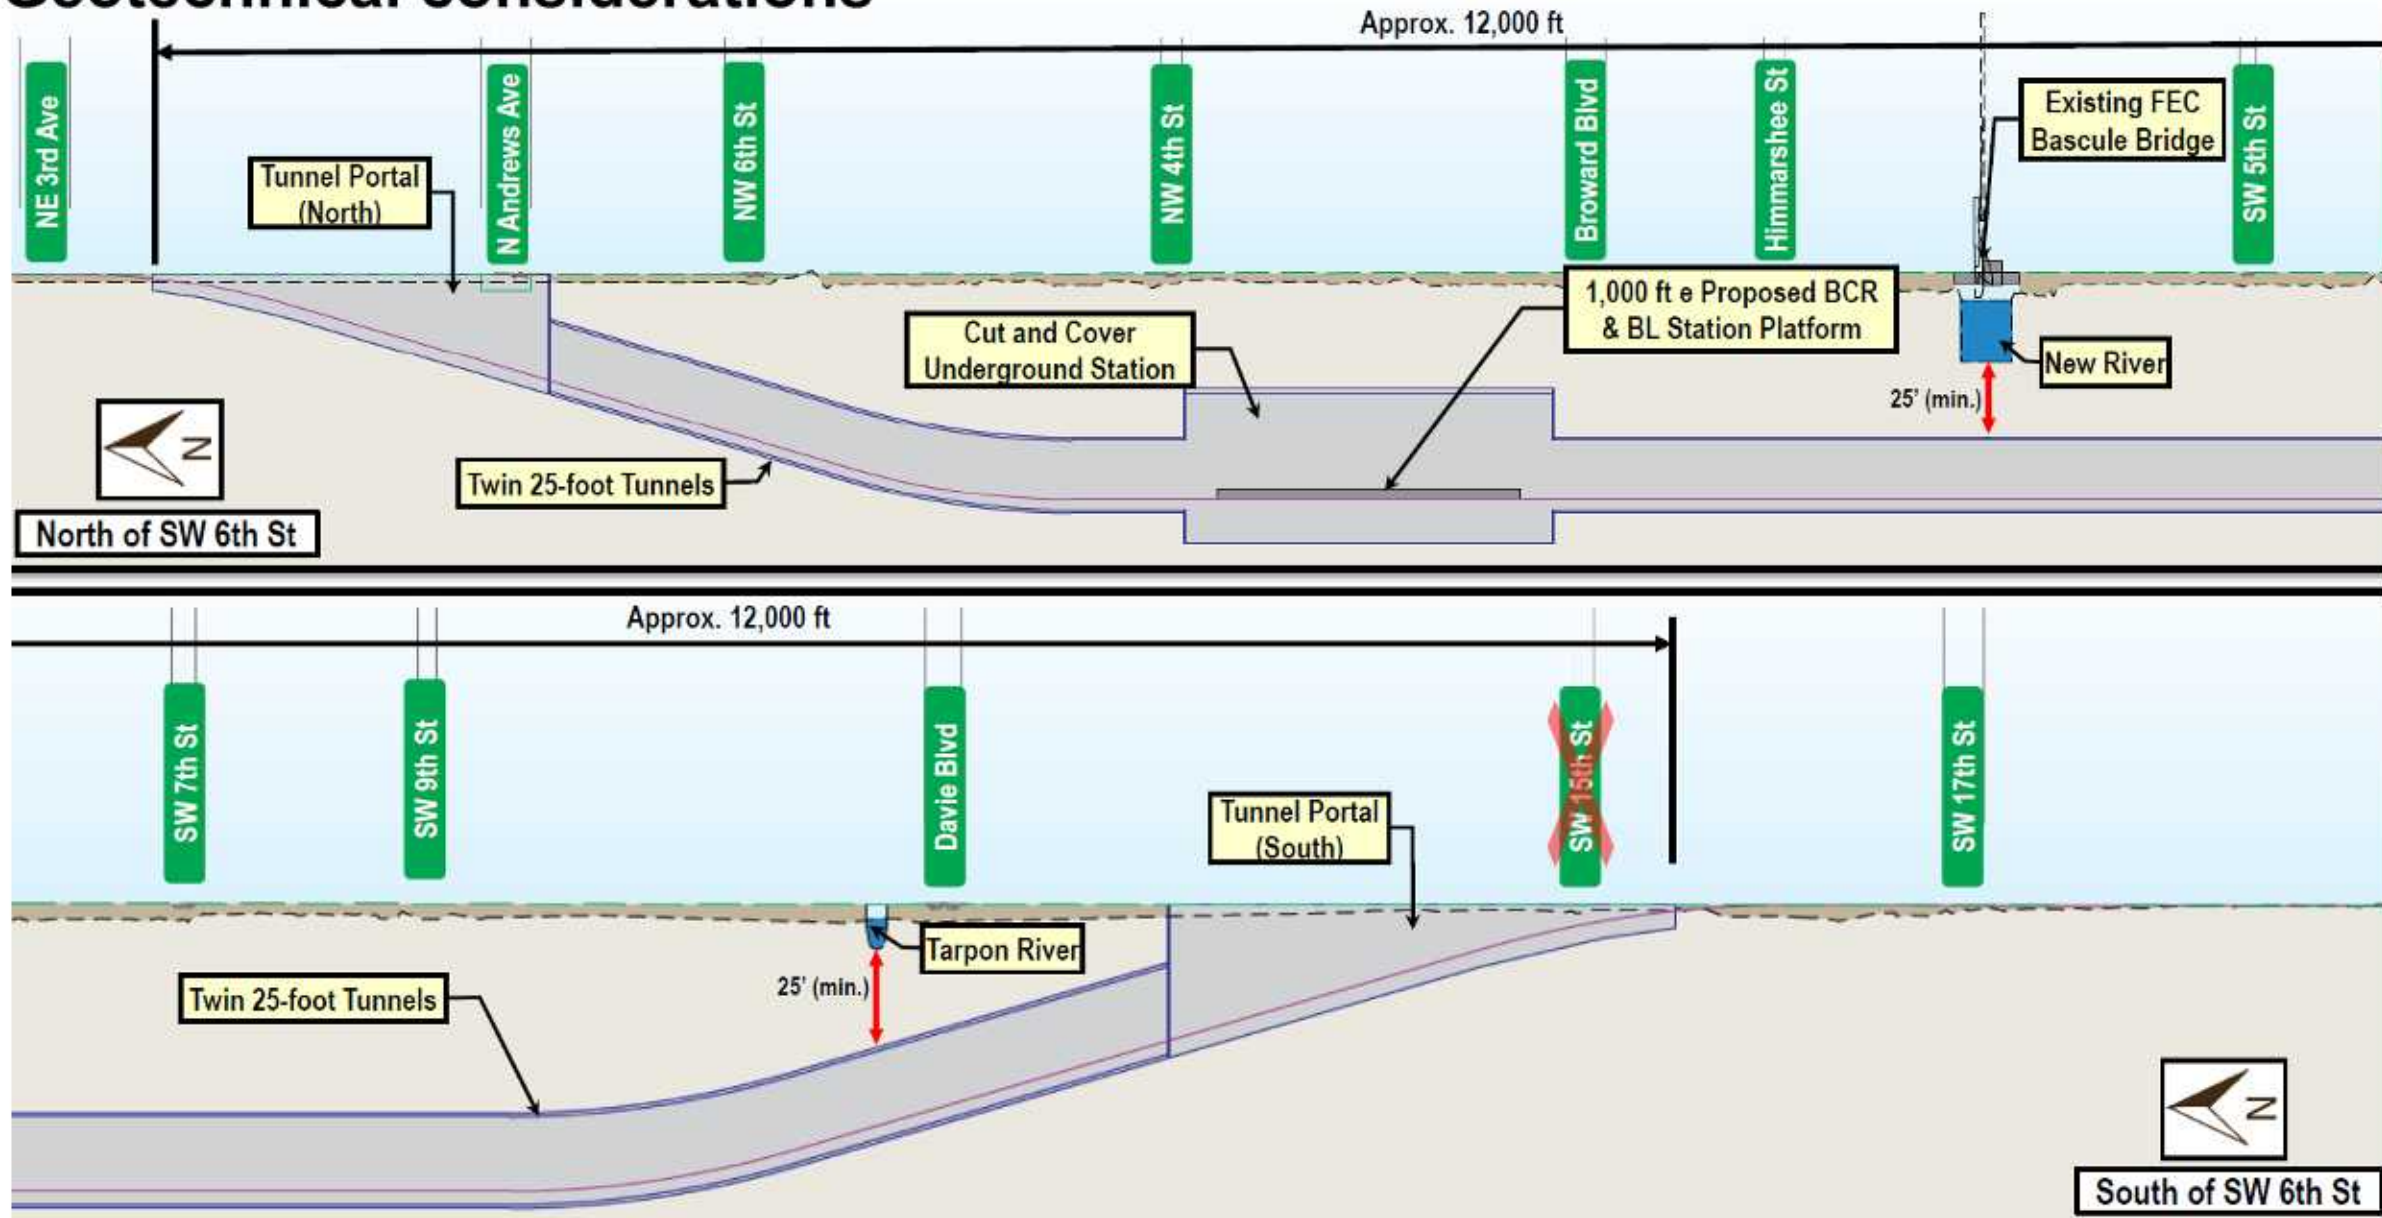 Geotechnical considerations
Approx. 12,000 ft
NE 3rd Ave
N Andrews Ave
NW 6th St
NW 4th St
Broward Blvd
Himmarshee St
SW 5th St
Existing FEC
Bascule Bridge
Tunnel Portal
(North)
1,000 ft e Proposed BCR
& BL Station Platform
Cut and Cover
Underground Station
New River
25' (min.)
N
Twin 25-foot Tunnels
North of SW 6th St
Approx. 12,000 ft
SW 7th St
SW 9th St
Davie Blvd
SW 15th St
SW 17th St
Tunnel Portal
(South)
Tarpon River
25' (min.)
Twin 25-foot Tunnels
N
South of SW 6th St